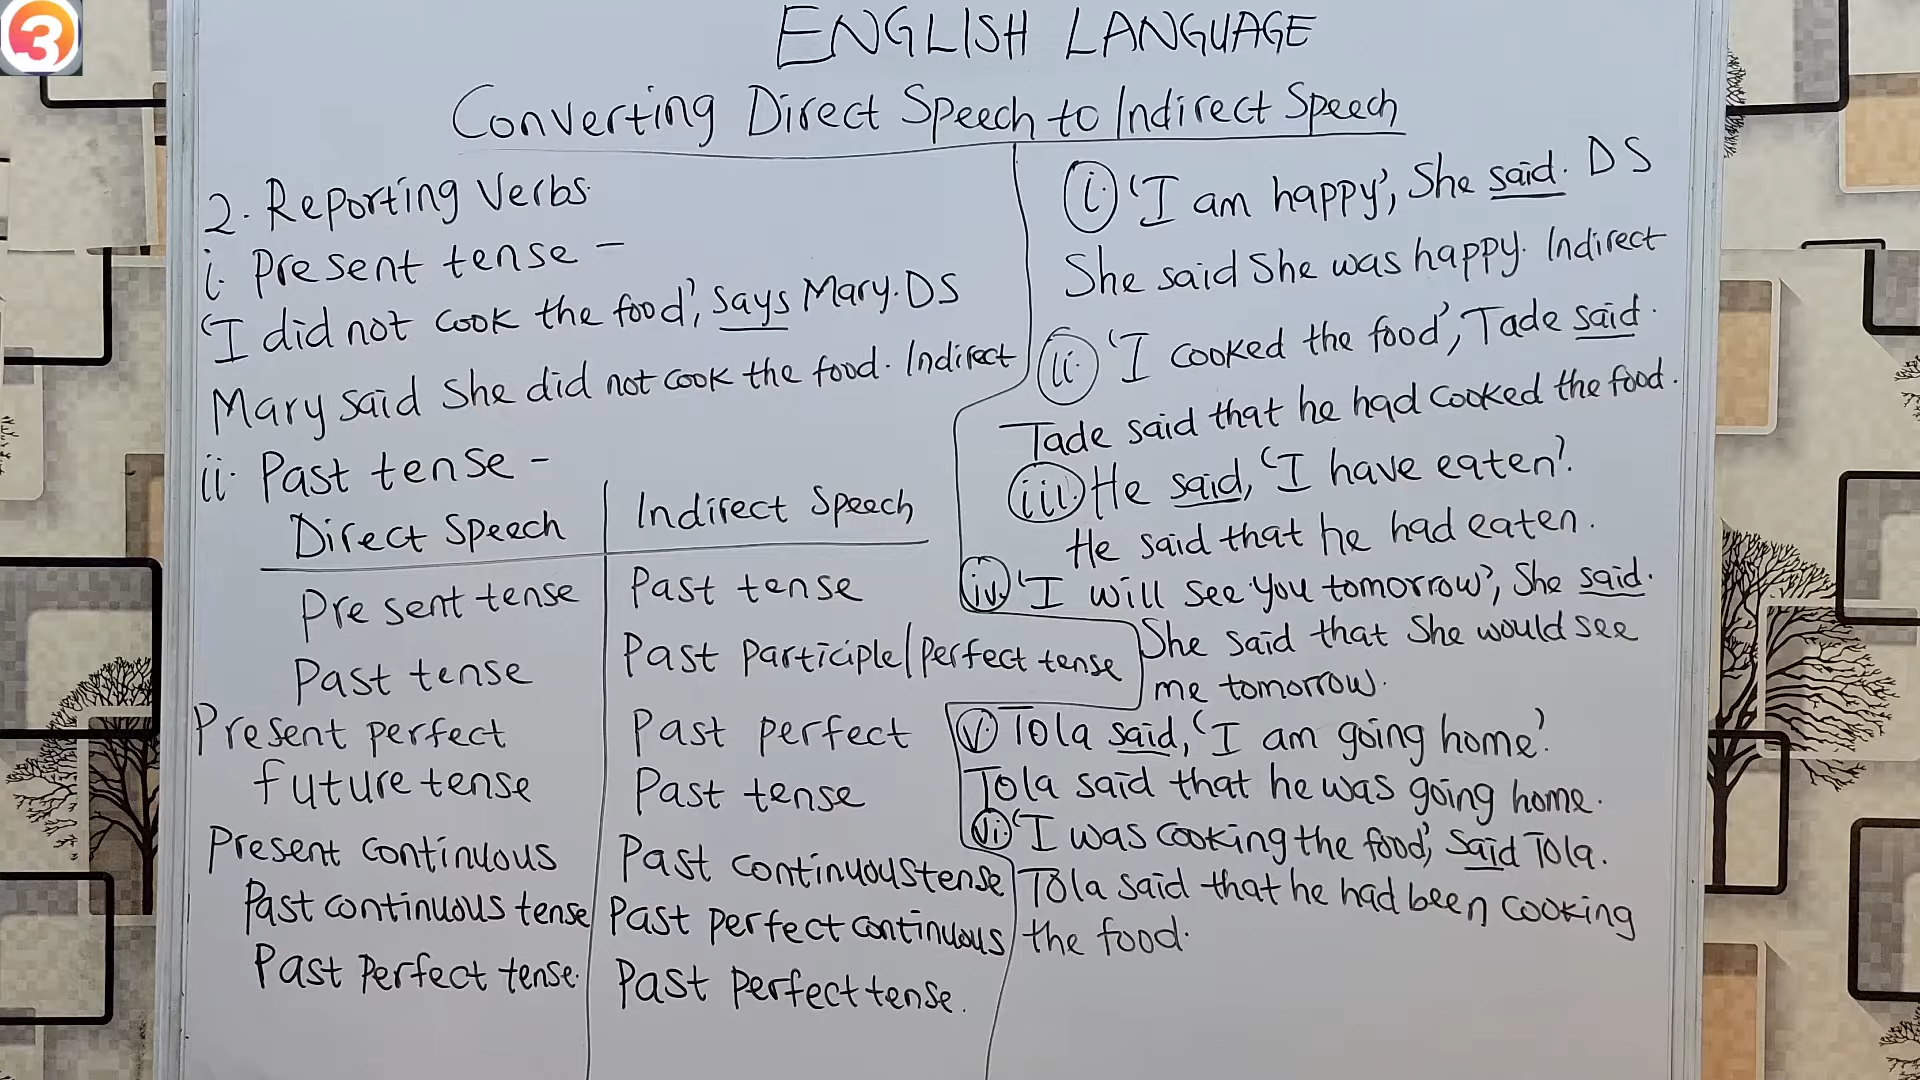 3
ENGLISH LANGUAGE
Converting Direct Speech to Indirect Speech
2. Reporting Verbs
i. Present tense –
'I did not cook the food', says Mary. DS
Mary said She did not cook the food. Indirect
ii. Past tense –
Direct Speech | Indirect Speech
Present tense | Past tense
Past tense | Past participle/perfect tense
Present perfect | Past perfect
future tense | Past tense
Present continuous | Past continuous tense
Past continuous tense | Past perfect continuous
Past Perfect tense. | Past perfect tense.
i. 'I am happy', She said. DS
She said She was happy. Indirect
ii. 'I cooked the food', Tade said.
Tade said that he had cooked the food.
iii. He said, 'I have eaten'.
He said that he had eaten.
iv. 'I will see you tomorrow', She said.
She said that She would see
me tomorrow.
v. Tola said, 'I am going home'.
Tola said that he was going home.
vi. 'I was cooking the food', said Tola.
Tola said that he had been cooking
the food.